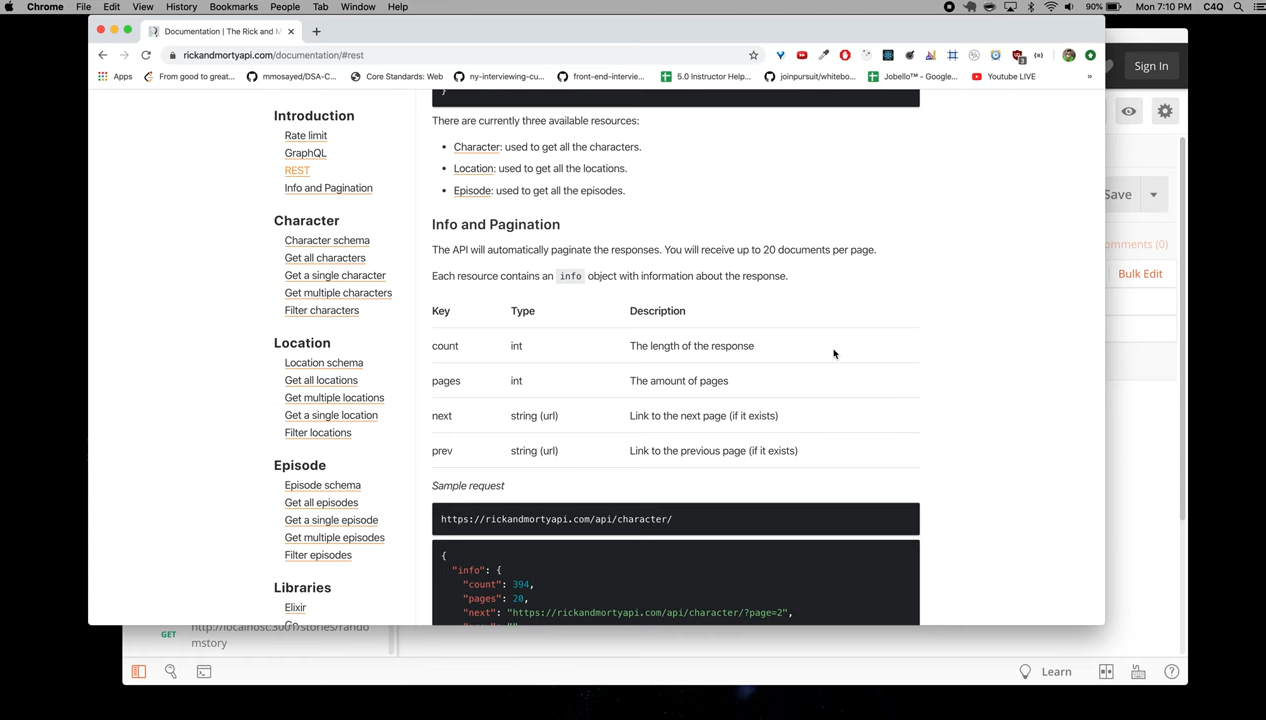 Chrome File Edit View History Bookmarks People Tab Window Help 90% Mon 7:10 PM C4Q
Documentation | The Rick and M
rickandmortyapi.com/documentation/#rest
Apps From good to great... mmosayed/DSA-C... Core Standards: Web ny-interviewing-cu... front-end-intervie... 5.0 Instructor Help... joinpursuit/whitebo... Jobello™ - Google... Youtube LIVE »
Sign In
Save
omments (0)
Bulk Edit
Introduction
Rate limit
GraphQL
REST
Info and Pagination
Character
Character schema
Get all characters
Get a single character
Get multiple characters
Filter characters
Location
Location schema
Get all locations
Get multiple locations
Get a single location
Filter locations
Episode
Episode schema
Get all episodes
Get a single episode
Get multiple episodes
Filter episodes
Libraries
Elixir
}
There are currently three available resources:
• Character: used to get all the characters.
• Location: used to get all the locations.
• Episode: used to get all the episodes.
Info and Pagination
The API will automatically paginate the responses. You will receive up to 20 documents per page.
Each resource contains an info object with information about the response.
Key Type Description
count int The length of the response
pages int The amount of pages
next string (url) Link to the next page (if it exists)
prev string (url) Link to the previous page (if it exists)
Sample request
https://rickandmortyapi.com/api/character/
{
"info": {
"count": 394,
"pages": 20,
"next": "https://rickandmortyapi.com/api/character/?page=2",
GET http://localhost:3001/stories/rando
mstory
Learn